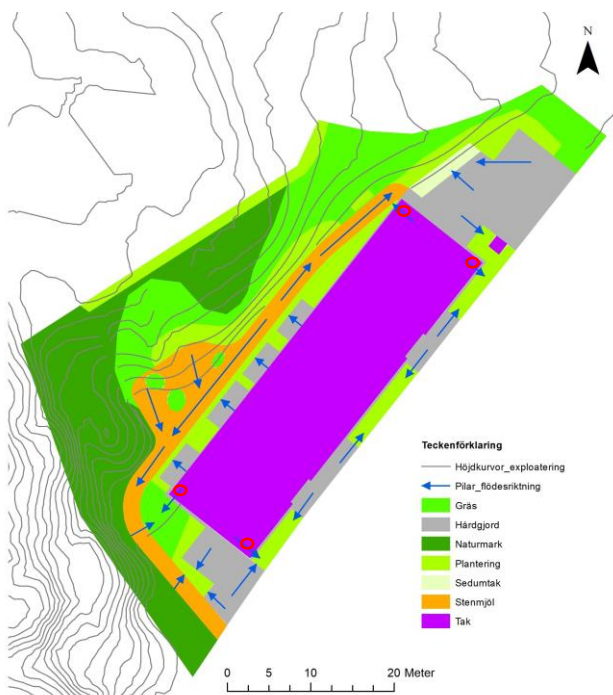 N
Teckenförklaring
Höjdkurvor_exploatering
Pilar_flödesriktning
Gräs
Hårdgjord
Naturmark
Plantering
Sedumtak
Stenmjöl
Tak
0 5 10 20 Meter